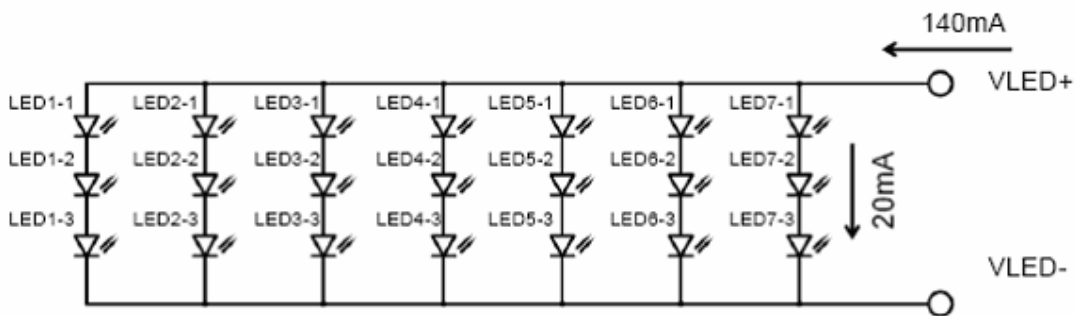 140mA
VLED+
LED1-1 LED2-1 LED3-1 LED4-1 LED5-1 LED6-1 LED7-1
LED1-2 LED2-2 LED3-2 LED4-2 LED5-2 LED6-2 LED7-2
20mA
LED1-3 LED2-3 LED3-3 LED4-3 LED5-3 LED6-3 LED7-3
VLED-